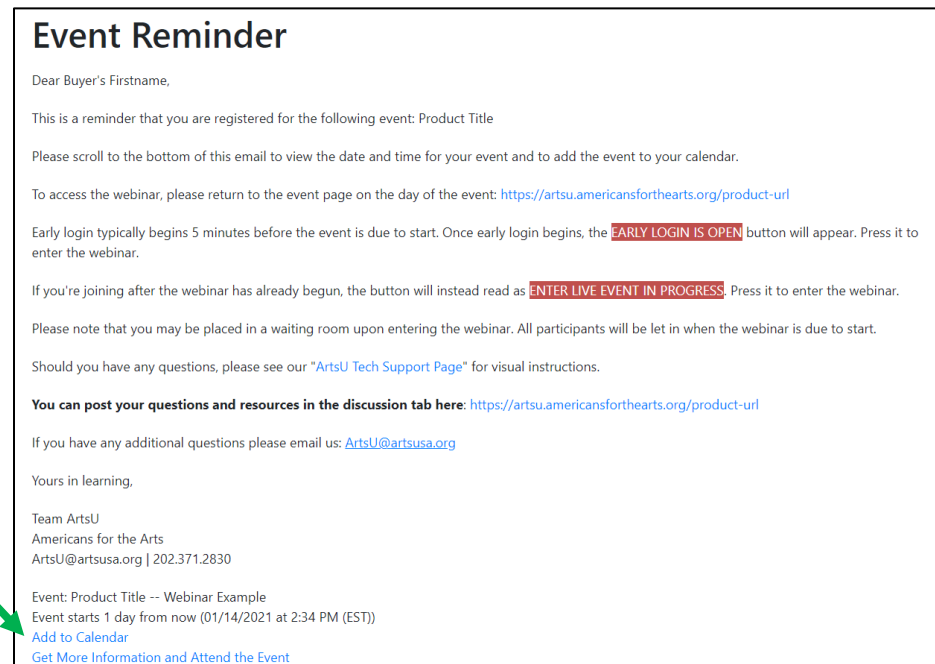 Event Reminder
Dear Buyer's Firstname,
This is a reminder that you are registered for the following event: Product Title
Please scroll to the bottom of this email to view the date and time for your event and to add the event to your calendar.
To access the webinar, please return to the event page on the day of the event: https://artsu.americansforthearts.org/product-url
Early login typically begins 5 minutes before the event is due to start. Once early login begins, the EARLY LOGIN IS OPEN button will appear. Press it to
enter the webinar.
If you're joining after the webinar has already begun, the button will instead read as ENTER LIVE EVENT IN PROGRESS. Press it to enter the webinar.
Please note that you may be placed in a waiting room upon entering the webinar. All participants will be let in when the webinar is due to start.
Should you have any questions, please see our "ArtsU Tech Support Page" for visual instructions.
You can post your questions and resources in the discussion tab here: https://artsu.americansforthearts.org/product-url
If you have any additional questions please email us: ArtsU@artsusa.org
Yours in learning,
Team ArtsU
Americans for the Arts
ArtsU@artsusa.org | 202.371.2830
Event: Product Title -- Webinar Example
Event starts 1 day from now (01/14/2021 at 2:34 PM (EST))
Add to Calendar
Get More Information and Attend the Event